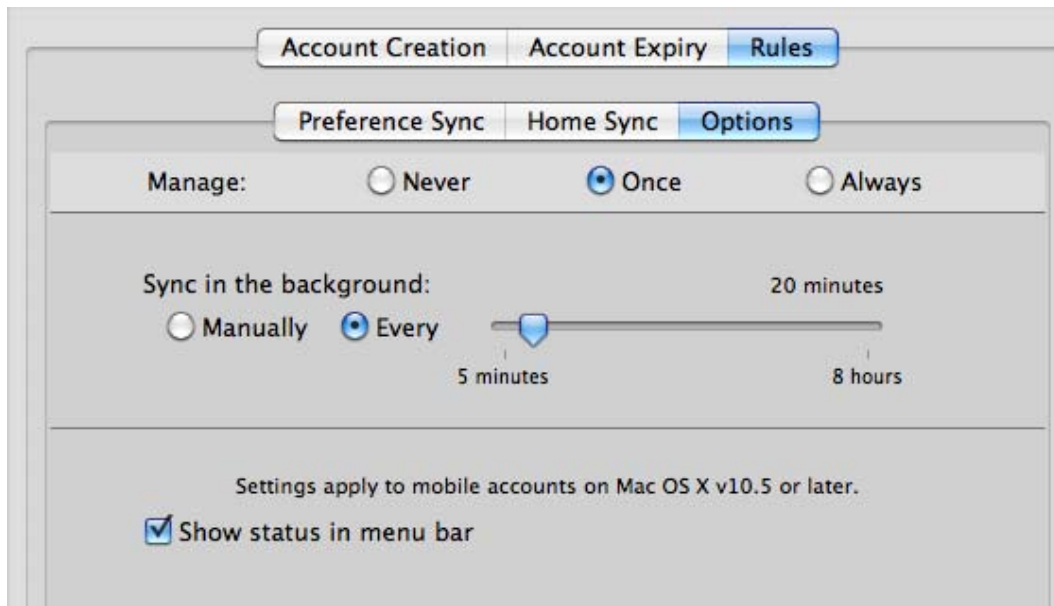 Account Creation Account Expiry Rules
Preference Sync Home Sync Options
Manage: Never Once Always
Sync in the background: 20 minutes
Manually Every
5 minutes 8 hours
Settings apply to mobile accounts on Mac OS X v10.5 or later.
Show status in menu bar